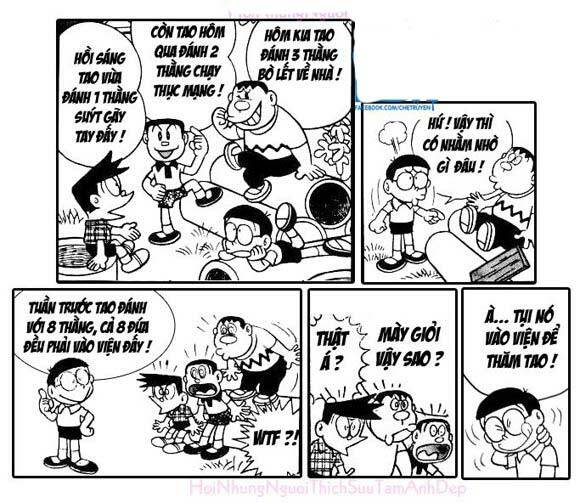 HỒI SÁNG
TAO VỪA
ĐÁNH 1 THẰNG
SUÝT GÃY
TAY ĐẤY !
CÒN TAO HÔM
QUA ĐÁNH 2
THẰNG CHẠY
THỤC MẠNG !
HÔM KIA TAO
ĐÁNH 3 THẰNG
BÒ LẾT VỀ NHÀ !
FACEBOOK.COM/CHETRUYEN
HỨ ! VẬY THÌ
CÓ NHẰM NHÒ
GÌ ĐÂU !
TUẦN TRƯỚC TAO ĐÁNH
VỚI 8 THẰNG, CẢ 8 ĐỨA
ĐỀU PHẢI VÀO VIỆN ĐẤY !
WTF ?!
THẬT
Á ?
MÀY GIỎI
VẬY SAO ?
À... TỤI NÓ
VÀO VIỆN ĐỂ
THĂM TAO !
HoiNhungNguoiThichSuuTamAnhDep